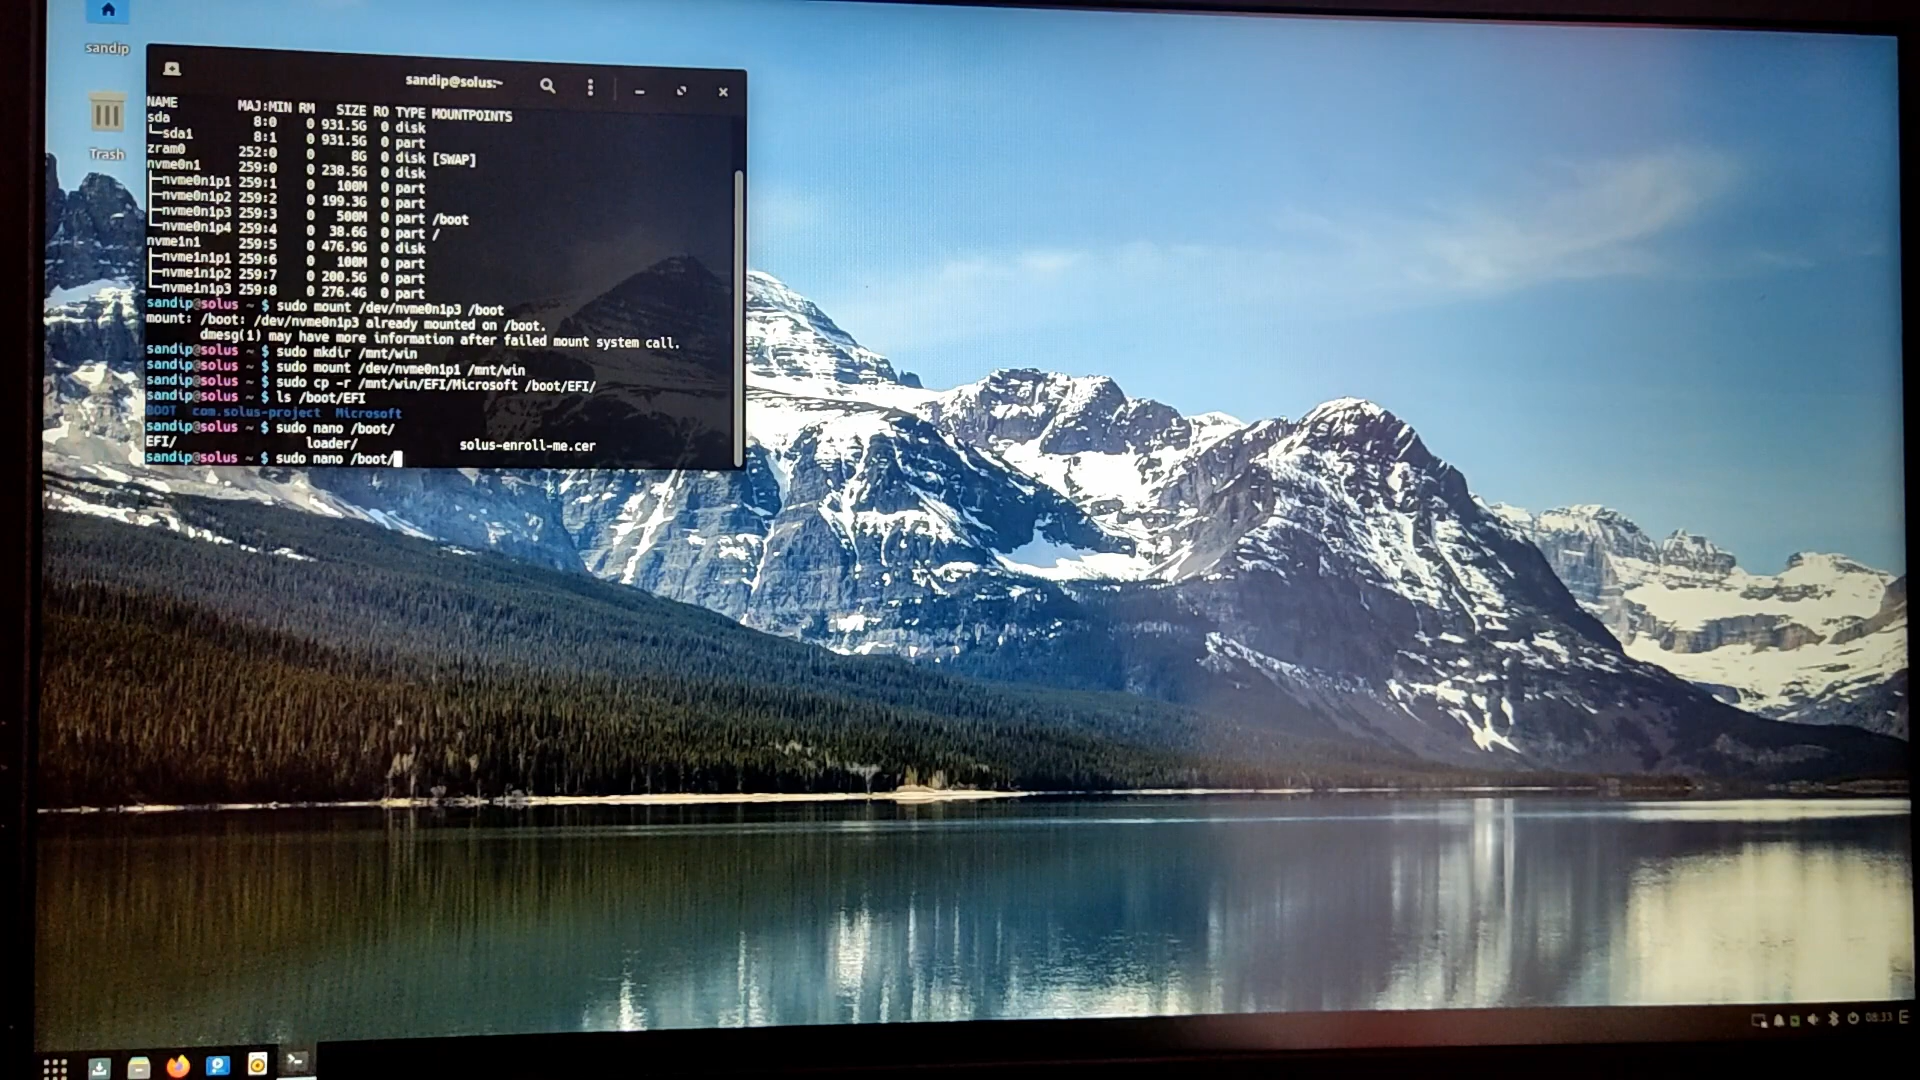 sandip
Trash
sandip@solus:~
NAME MAJ:MIN RM SIZE RO TYPE MOUNTPOINTS
sda 8:0 0 931.5G 0 disk
└─sda1 8:1 0 931.5G 0 part
zram0 252:0 0 8G 0 disk [SWAP]
nvme0n1 259:0 0 238.5G 0 disk
├─nvme0n1p1 259:1 0 100M 0 part
├─nvme0n1p2 259:2 0 199.3G 0 part
├─nvme0n1p3 259:3 0 500M 0 part /boot
└─nvme0n1p4 259:4 0 38.6G 0 part /
nvme1n1 259:5 0 476.9G 0 disk
├─nvme1n1p1 259:6 0 100M 0 part
├─nvme1n1p2 259:7 0 200.5G 0 part
└─nvme1n1p3 259:8 0 276.4G 0 part
sandip@solus ~ $ sudo mount /dev/nvme0n1p3 /boot
mount: /boot: /dev/nvme0n1p3 already mounted on /boot.
dmesg(1) may have more information after failed mount system call.
sandip@solus ~ $ sudo mkdir /mnt/win
sandip@solus ~ $ sudo mount /dev/nvme0n1p1 /mnt/win
sandip@solus ~ $ sudo cp -r /mnt/win/EFI/Microsoft /boot/EFI/
sandip@solus ~ $ ls /boot/EFI
BOOT com.solus-project Microsoft
sandip@solus ~ $ sudo nano /boot/
EFI/ loader/ solus-enroll-me.cer
sandip@solus ~ $ sudo nano /boot/
08:33